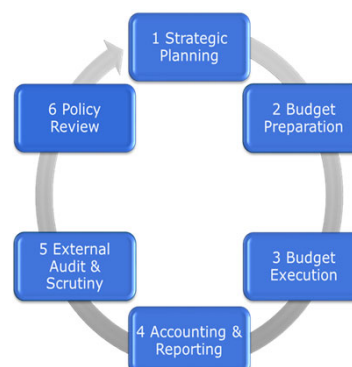 1 Strategic
Planning
2 Budget
Preparation
3 Budget
Execution
4 Accounting &
Reporting
5 External
Audit &
Scrutiny
6 Policy
Review